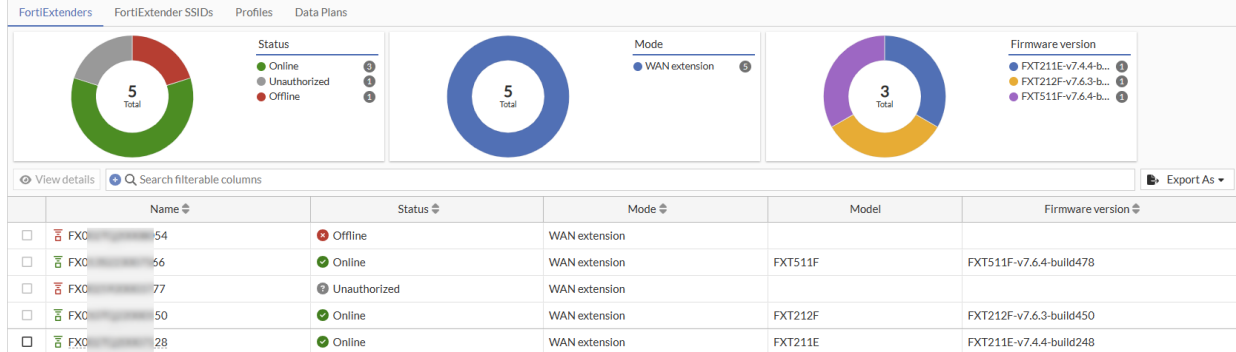 FortiExtenders FortiExtender SSIDs Profiles Data Plans
Status
Online 3
Unauthorized 1
Offline 1
5
Total
Mode
WAN extension 5
5
Total
Firmware version
FXT211E-v7.4.4-b... 1
FXT212F-v7.6.3-b... 1
FXT511F-v7.6.4-b... 1
3
Total
View details Search filterable columns Export As
Name Status Mode Model Firmware version
FX0 54 Offline WAN extension
FX0 66 Online WAN extension FXT511F FXT511F-v7.6.4-build478
FX0 77 Unauthorized WAN extension
FX0 50 Online WAN extension FXT212F FXT212F-v7.6.3-build450
FX0 28 Online WAN extension FXT211E FXT211E-v7.4.4-build248